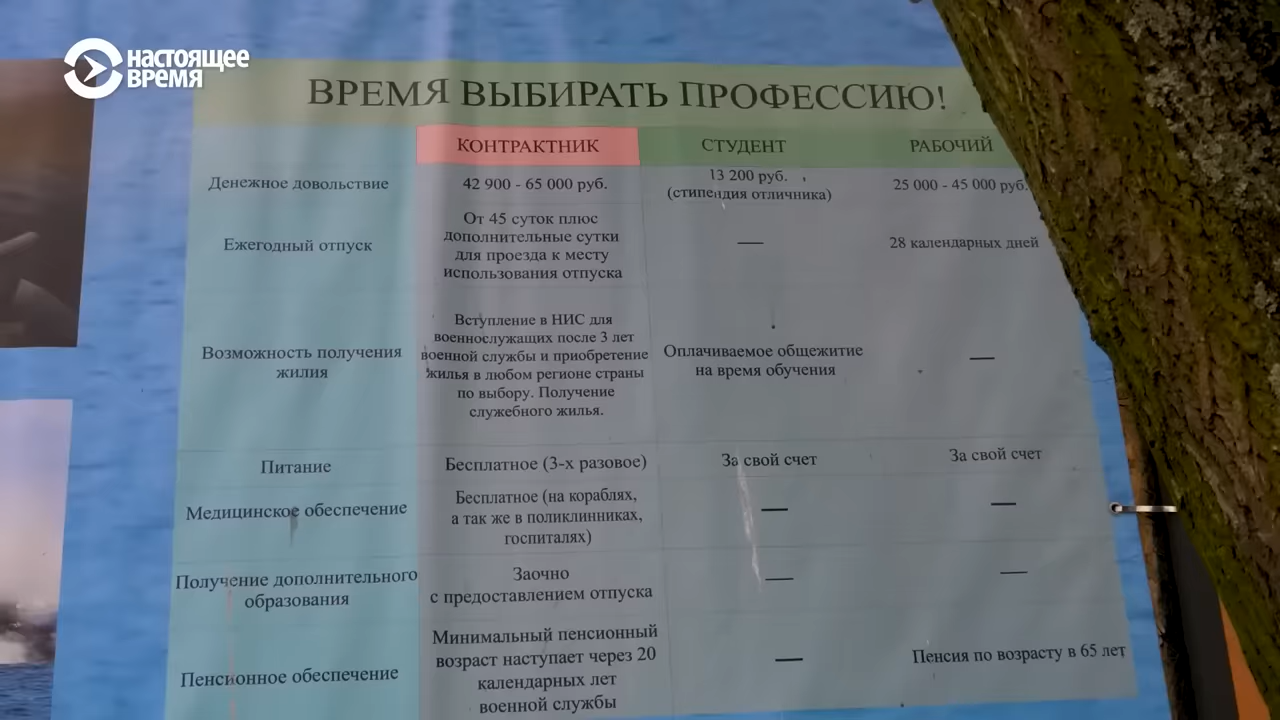 НАСТОЯЩЕЕ
ВРЕМЯ
ВРЕМЯ ВЫБИРАТЬ ПРОФЕССИЮ!
КОНТРАКТНИК
СТУДЕНТ
РАБОЧИЙ
Денежное довольствие
42 900 - 65 000 руб.
13 200 руб.
(стипендия отличника)
25 000 - 45 000 руб.
Ежегодный отпуск
От 45 суток плюс
дополнительные сутки
для проезда к месту
использования отпуска
—
28 календарных дней
Возможность получения
жилия
Вступление в НИС для
военнослужащих после 3 лет
военной службы и приобретение
жилья в любом регионе страны
по выбору. Получение
служебного жилья.
Оплачиваемое общежитие
на время обучения
—
Питание
Бесплатное (3-х разовое)
За свой счет
За свой счет
Медицинское обеспечение
Бесплатное (на кораблях,
а так же в поликлинниках,
госпиталях)
—
—
Получение дополнительного
образования
Заочно
с предоставлением отпуска
—
—
Пенсионное обеспечение
Минимальный пенсионный
возраст наступает через 20
календарных лет
военной службы
—
Пенсия по возрасту в 65 лет